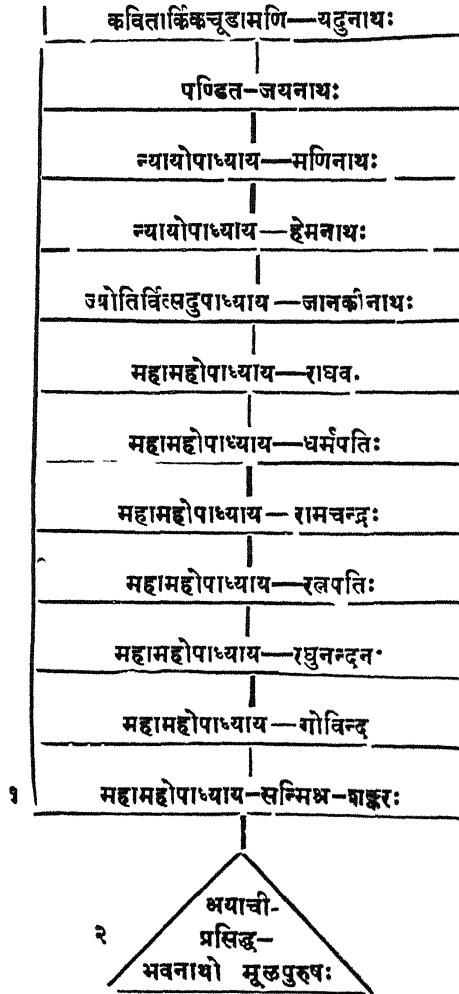 कवितार्किकचूडामणि—यदुनाथः
पण्डित-जयनाथः
न्यायोपाध्याय—मणिनाथः
न्यायोपाध्याय—हेमनाथः
ज्योतिर्वित्सदुपाध्याय—जानकीनाथः
महामहोपाध्याय—राघव.
महामहोपाध्याय—धर्मपतिः
महामहोपाध्याय—रामचन्द्रः
महामहोपाध्याय—रत्नपतिः
महामहोपाध्याय—रघुनन्दन·
महामहोपाध्याय—गोविन्द
१ महामहोपाध्याय-सन्मिश्र-शङ्करः
अयाची-
२ प्रसिद्ध-
भवनाथो मूलपुरुषः